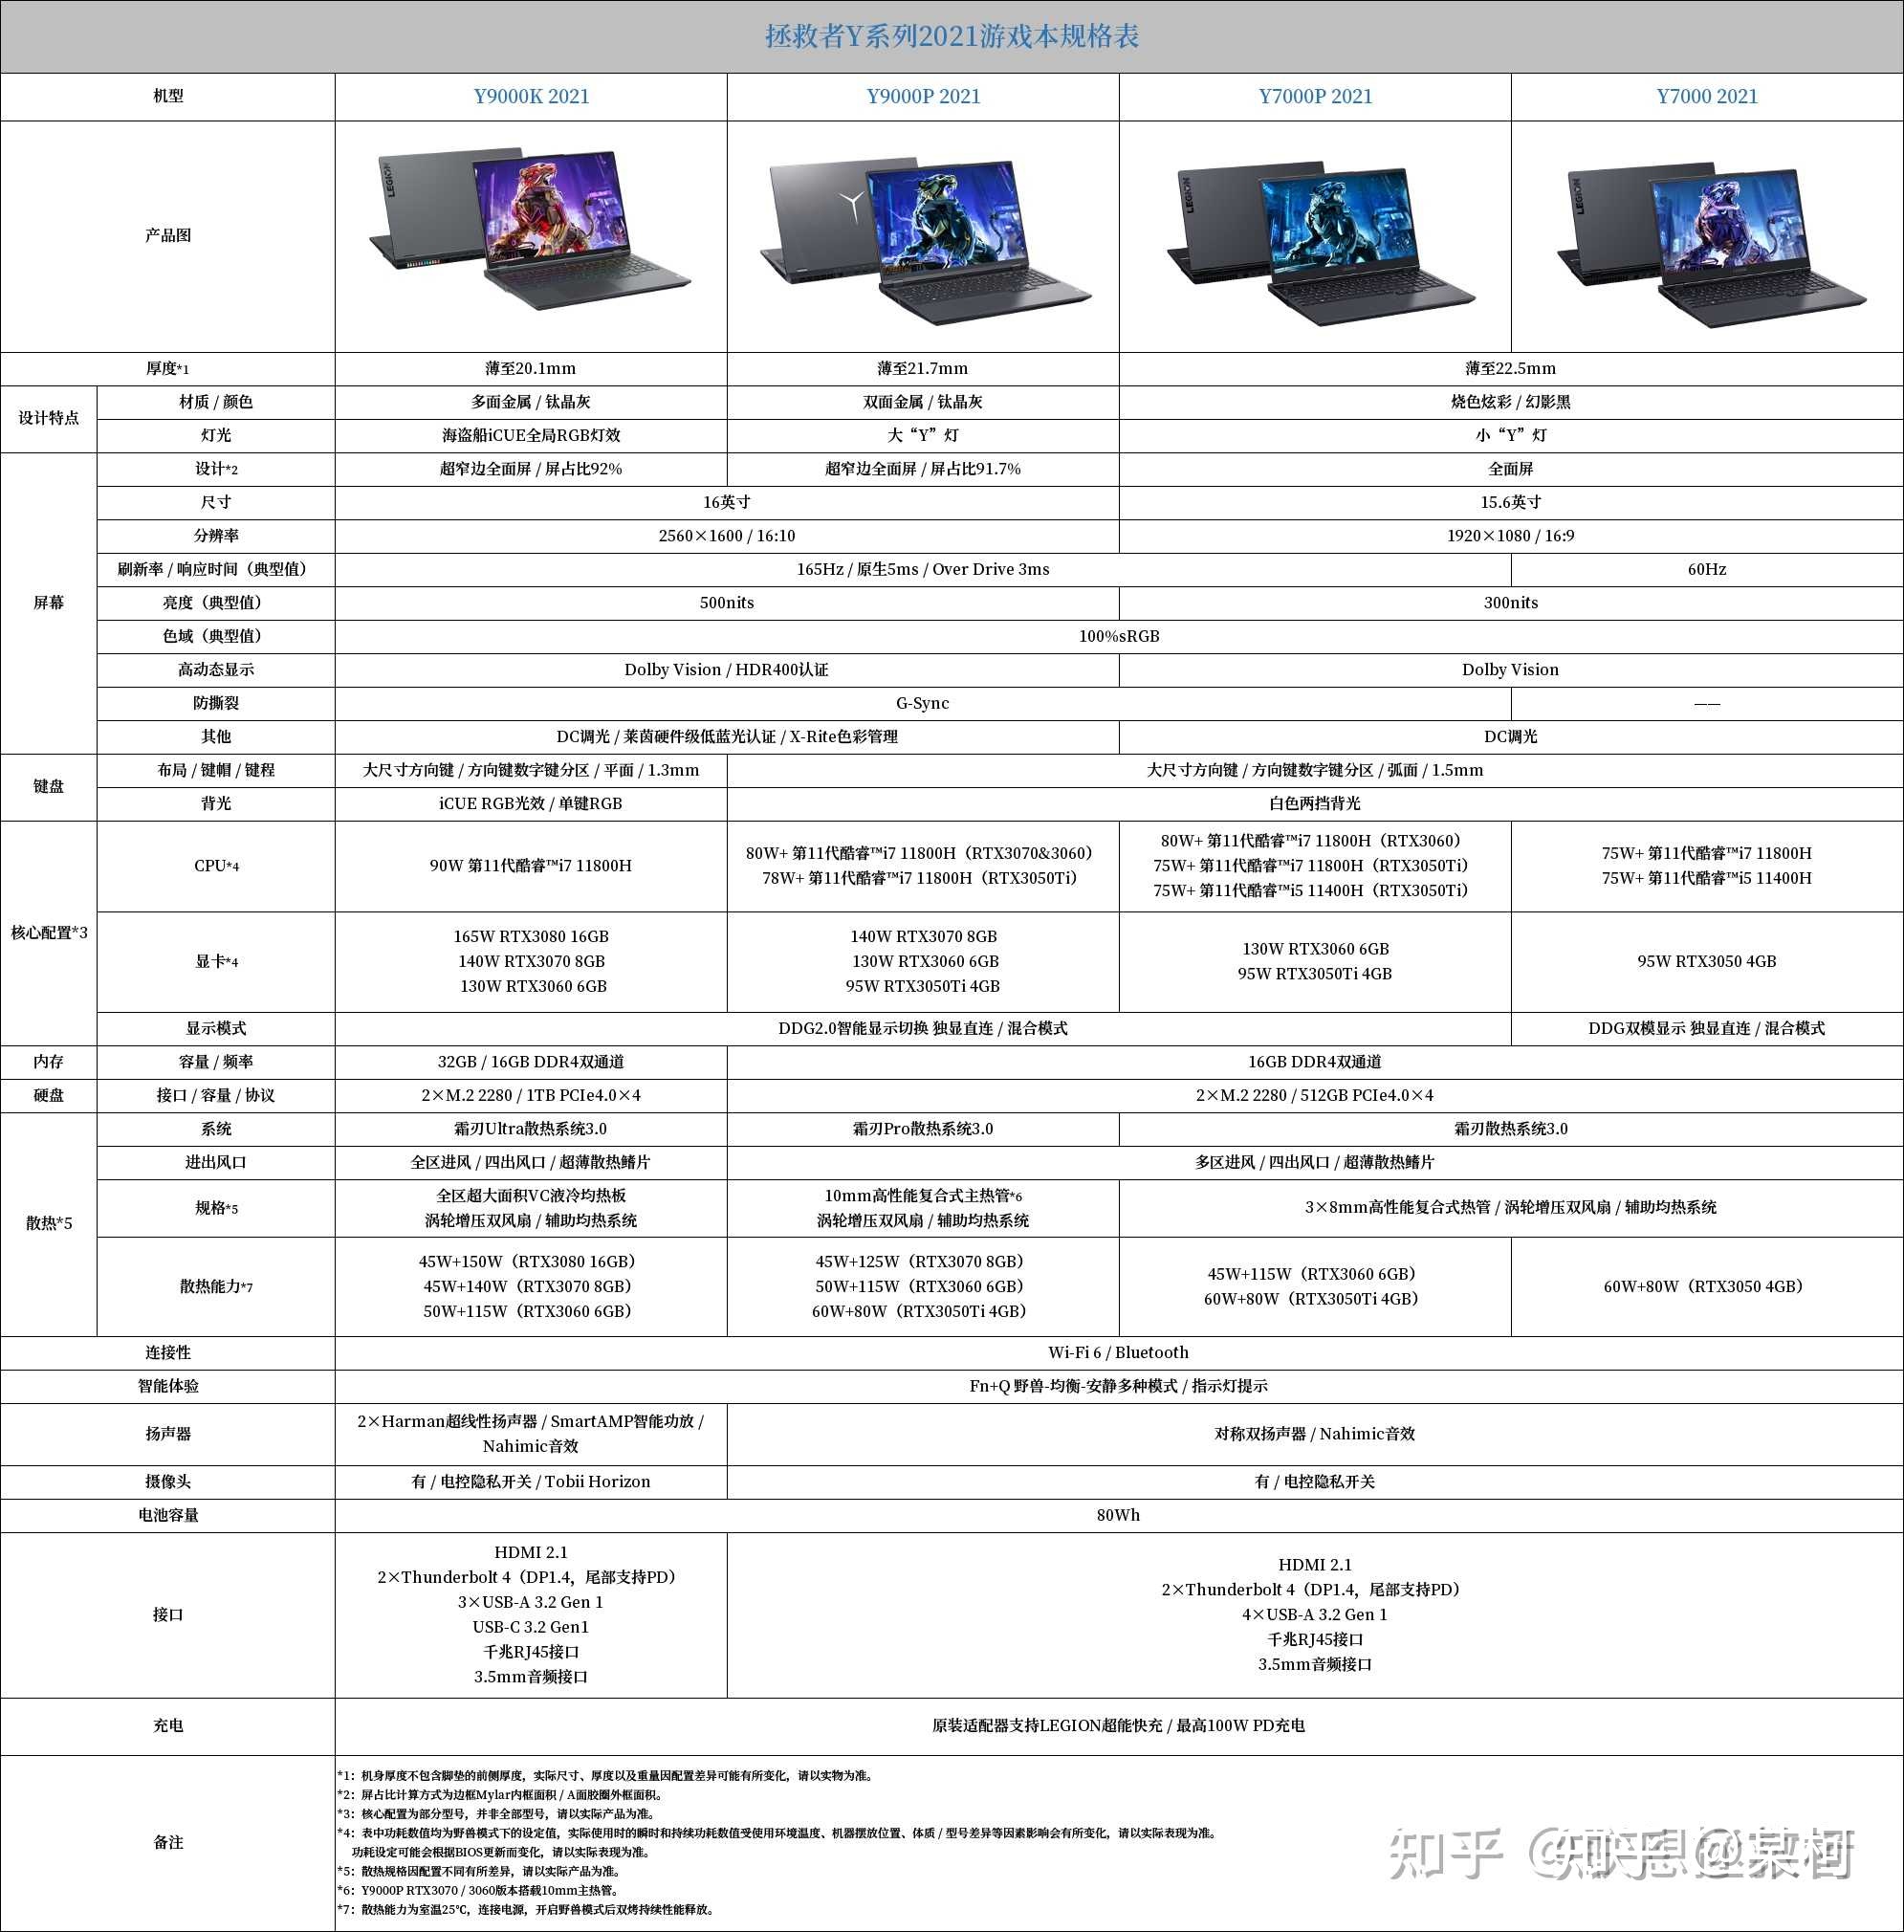 拯救者Y系列2021游戏本规格表
机型
Y9000K 2021
Y9000P 2021
Y7000P 2021
Y7000 2021
产品图
LEGION
LEGION
LEGION
厚度*1
薄至20.1mm
薄至21.7mm
薄至22.5mm
设计特点
材质 / 颜色
多面金属 / 钛晶灰
双面金属 / 钛晶灰
烧色炫彩 / 幻影黑
灯光
海盗船iCUE全局RGB灯效
大“Y”灯
小“Y”灯
屏幕
设计*2
超窄边全面屏 / 屏占比92%
超窄边全面屏 / 屏占比91.7%
全面屏
尺寸
16英寸
15.6英寸
分辨率
2560×1600 / 16:10
1920×1080 / 16:9
刷新率 / 响应时间（典型值）
165Hz / 原生5ms / Over Drive 3ms
60Hz
亮度（典型值）
500nits
300nits
色域（典型值）
100%sRGB
高动态显示
Dolby Vision / HDR400认证
Dolby Vision
防撕裂
G-Sync
——
其他
DC调光 / 莱茵硬件级低蓝光认证 / X-Rite色彩管理
DC调光
键盘
布局 / 键帽 / 键程
大尺寸方向键 / 方向键数字键分区 / 平面 / 1.3mm
大尺寸方向键 / 方向键数字键分区 / 弧面 / 1.5mm
背光
iCUE RGB光效 / 单键RGB
白色两挡背光
核心配置*3
CPU*4
90W 第11代酷睿™i7 11800H
80W+ 第11代酷睿™i7 11800H（RTX3070&3060）
78W+ 第11代酷睿™i7 11800H（RTX3050Ti）
80W+ 第11代酷睿™i7 11800H（RTX3060）
75W+ 第11代酷睿™i7 11800H（RTX3050Ti）
75W+ 第11代酷睿™i5 11400H（RTX3050Ti）
75W+ 第11代酷睿™i7 11800H
75W+ 第11代酷睿™i5 11400H
显卡*4
165W RTX3080 16GB
140W RTX3070 8GB
130W RTX3060 6GB
140W RTX3070 8GB
130W RTX3060 6GB
95W RTX3050Ti 4GB
130W RTX3060 6GB
95W RTX3050Ti 4GB
95W RTX3050 4GB
显示模式
DDG2.0智能显示切换 独显直连 / 混合模式
DDG双模显示 独显直连 / 混合模式
内存
容量 / 频率
32GB / 16GB DDR4双通道
16GB DDR4双通道
硬盘
接口 / 容量 / 协议
2×M.2 2280 / 1TB PCIe4.0×4
2×M.2 2280 / 512GB PCIe4.0×4
散热*5
系统
霜刃Ultra散热系统3.0
霜刃Pro散热系统3.0
霜刃散热系统3.0
进出风口
全区进风 / 四出风口 / 超薄散热鳍片
多区进风 / 四出风口 / 超薄散热鳍片
规格*5
全区超大面积VC液冷均热板
涡轮增压双风扇 / 辅助均热系统
10mm高性能复合式主热管*6
涡轮增压双风扇 / 辅助均热系统
3×8mm高性能复合式热管 / 涡轮增压双风扇 / 辅助均热系统
散热能力*7
45W+150W（RTX3080 16GB）
45W+140W（RTX3070 8GB）
50W+115W（RTX3060 6GB）
45W+125W（RTX3070 8GB）
50W+115W（RTX3060 6GB）
60W+80W（RTX3050Ti 4GB）
45W+115W（RTX3060 6GB）
60W+80W（RTX3050Ti 4GB）
60W+80W（RTX3050 4GB）
连接性
Wi-Fi 6 / Bluetooth
智能体验
Fn+Q 野兽-均衡-安静多种模式 / 指示灯提示
扬声器
2×Harman超线性扬声器 / SmartAMP智能功放 /
Nahimic音效
对称双扬声器 / Nahimic音效
摄像头
有 / 电控隐私开关 / Tobii Horizon
有 / 电控隐私开关
电池容量
80Wh
接口
HDMI 2.1
2×Thunderbolt 4（DP1.4，尾部支持PD）
3×USB-A 3.2 Gen 1
USB-C 3.2 Gen1
千兆RJ45接口
3.5mm音频接口
HDMI 2.1
2×Thunderbolt 4（DP1.4，尾部支持PD）
4×USB-A 3.2 Gen 1
千兆RJ45接口
3.5mm音频接口
充电
原装适配器支持LEGION超能快充 / 最高100W PD充电
备注
*1：机身厚度不包含脚垫的前侧厚度，实际尺寸、厚度以及重量因配置差异可能有所变化，请以实物为准。
*2：屏占比计算方式为边框Mylar内框面积 / A面胶圈外框面积。
*3：核心配置为部分型号，并非全部型号，请以实际产品为准。
*4：表中功耗数值均为野兽模式下的设定值，实际使用时的瞬时和持续功耗数值受使用环境温度、机器摆放位置、体质 / 型号差异等因素影响会有所变化，请以实际表现为准。
功耗设定可能会根据BIOS更新而变化，请以实际表现为准。
*5：散热规格因配置不同有所差异，请以实际产品为准。
*6：Y9000P RTX3070 / 3060版本搭载10mm主热管。
*7：散热能力为室温25℃，连接电源，开启野兽模式后双烤持续性能释放。
知乎